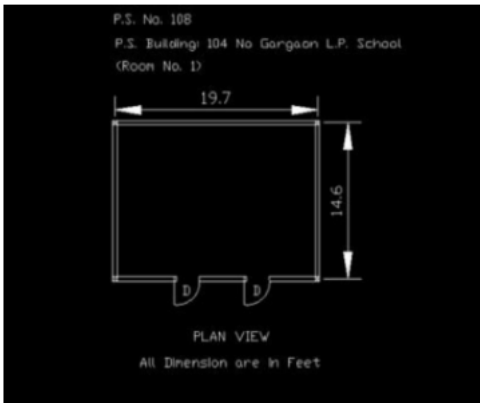 P.S. No. 108
P.S. Building: 104 No Gargaon L.P. School
(Room No. 1)
19.7
14.6
D
D
PLAN VIEW
All Dimension are in Feet